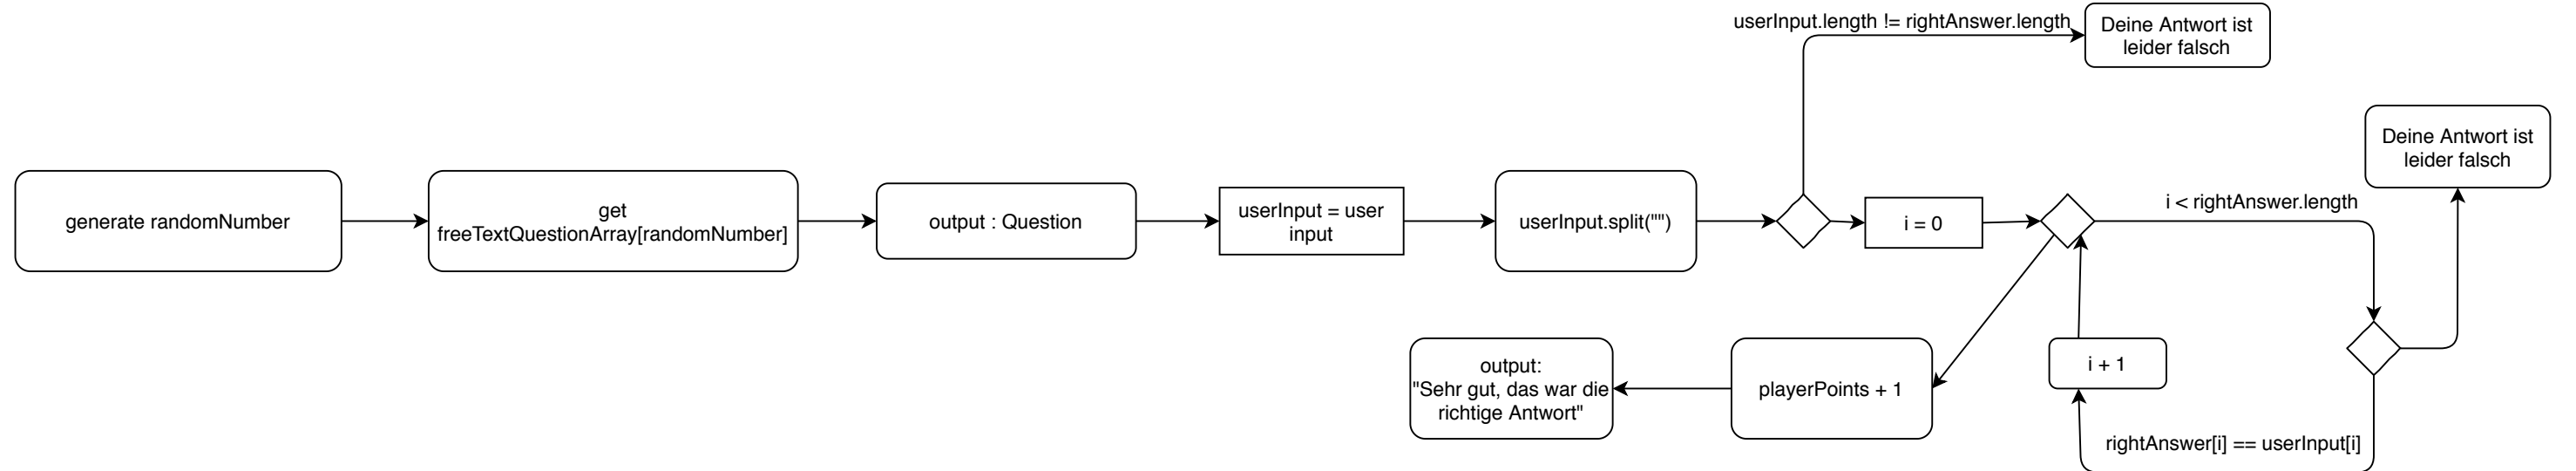 userInput.length != rightAnswer.length
Deine Antwort ist
leider falsch
Deine Antwort ist
leider falsch
generate randomNumber
get
freeTextQuestionArray[randomNumber]
output : Question
userInput = user
input
userInput.split("")
i = 0
i < rightAnswer.length
output:
"Sehr gut, das war die
richtige Antwort"
playerPoints + 1
i + 1
rightAnswer[i] == userInput[i]